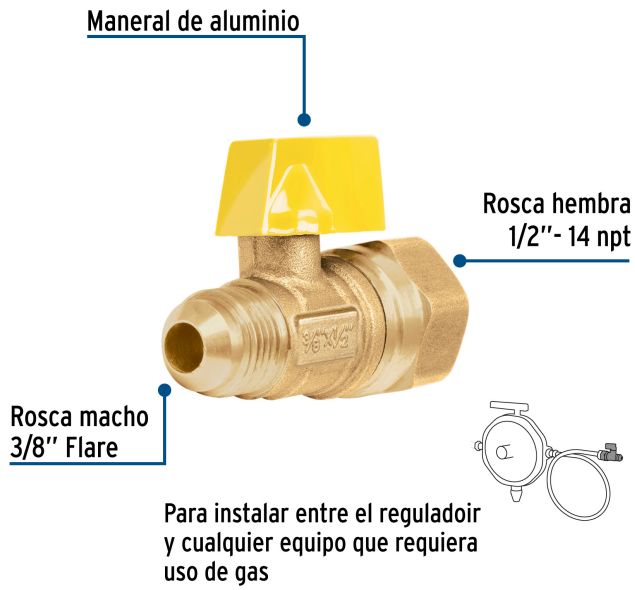 Maneral de aluminio
Rosca hembra
1/2"- 14 npt
3/8"X1/2"
Rosca macho
3/8" Flare
Para instalar entre el reguladoir
y cualquier equipo que requiera
uso de gas